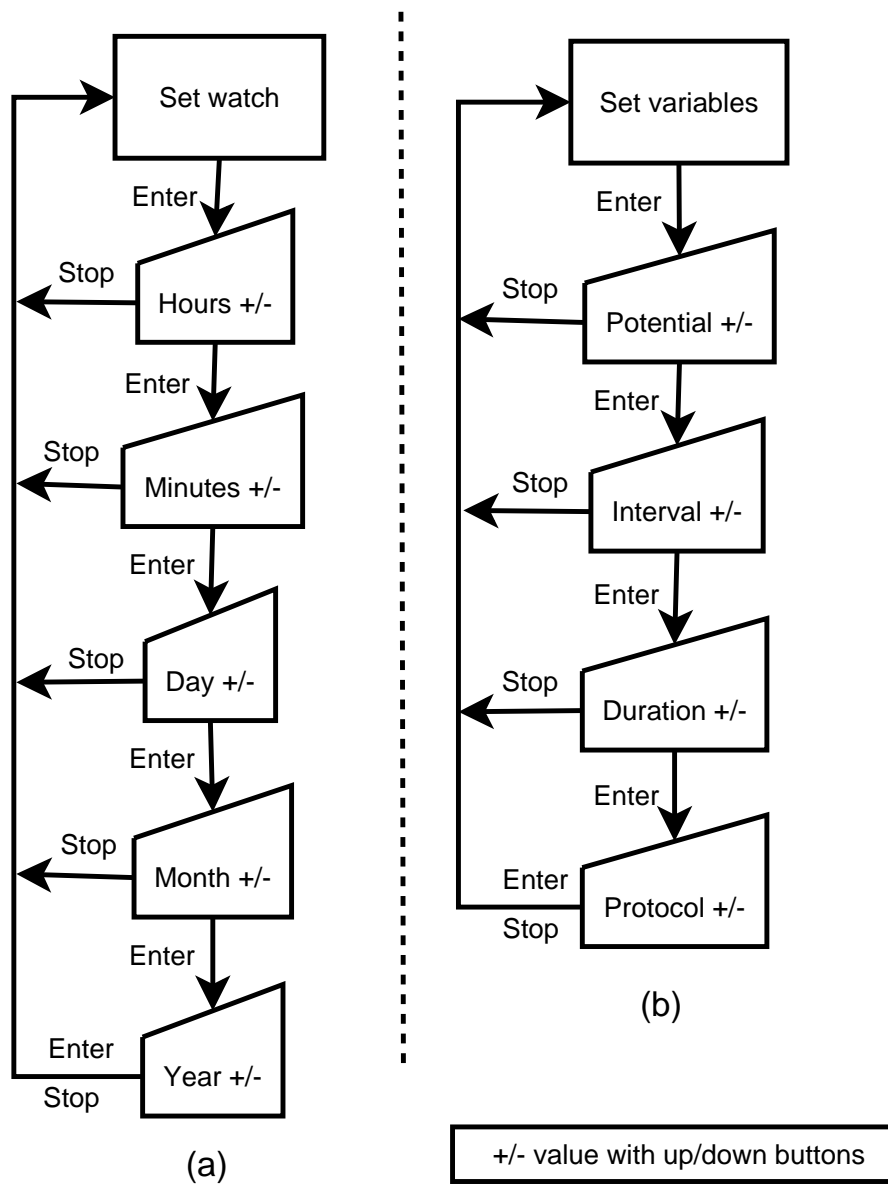 Set watch
Enter
Stop
Hours +/-
Enter
Stop
Minutes +/-
Enter
Stop
Day +/-
Enter
Stop
Month +/-
Enter
Enter
Year +/-
Stop
(a)
Set variables
Enter
Stop
Potential +/-
Enter
Stop
Interval +/-
Enter
Stop
Duration +/-
Enter
Enter
Protocol +/-
Stop
(b)
+/- value with up/down buttons